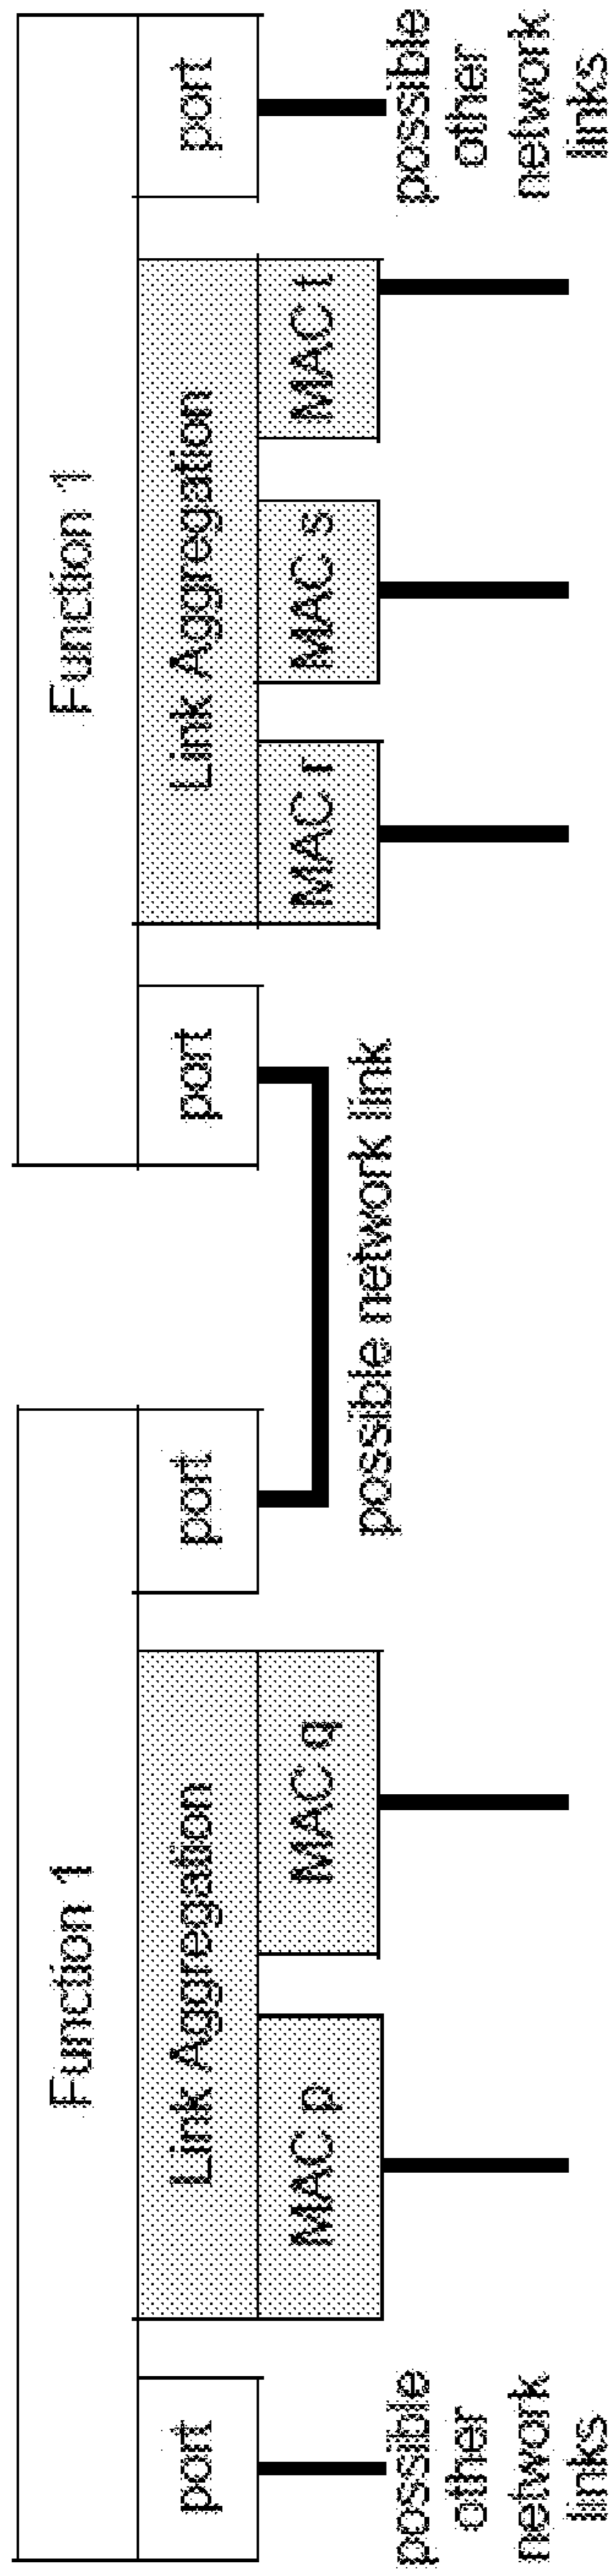 Function 1
Function 1
port
Link Aggregation
port
port
Link Aggregation
port
MAC p
MAC q
MAC r
MAC s
MAC t
possible
other
network
links
possible network link
possible
other
network
links